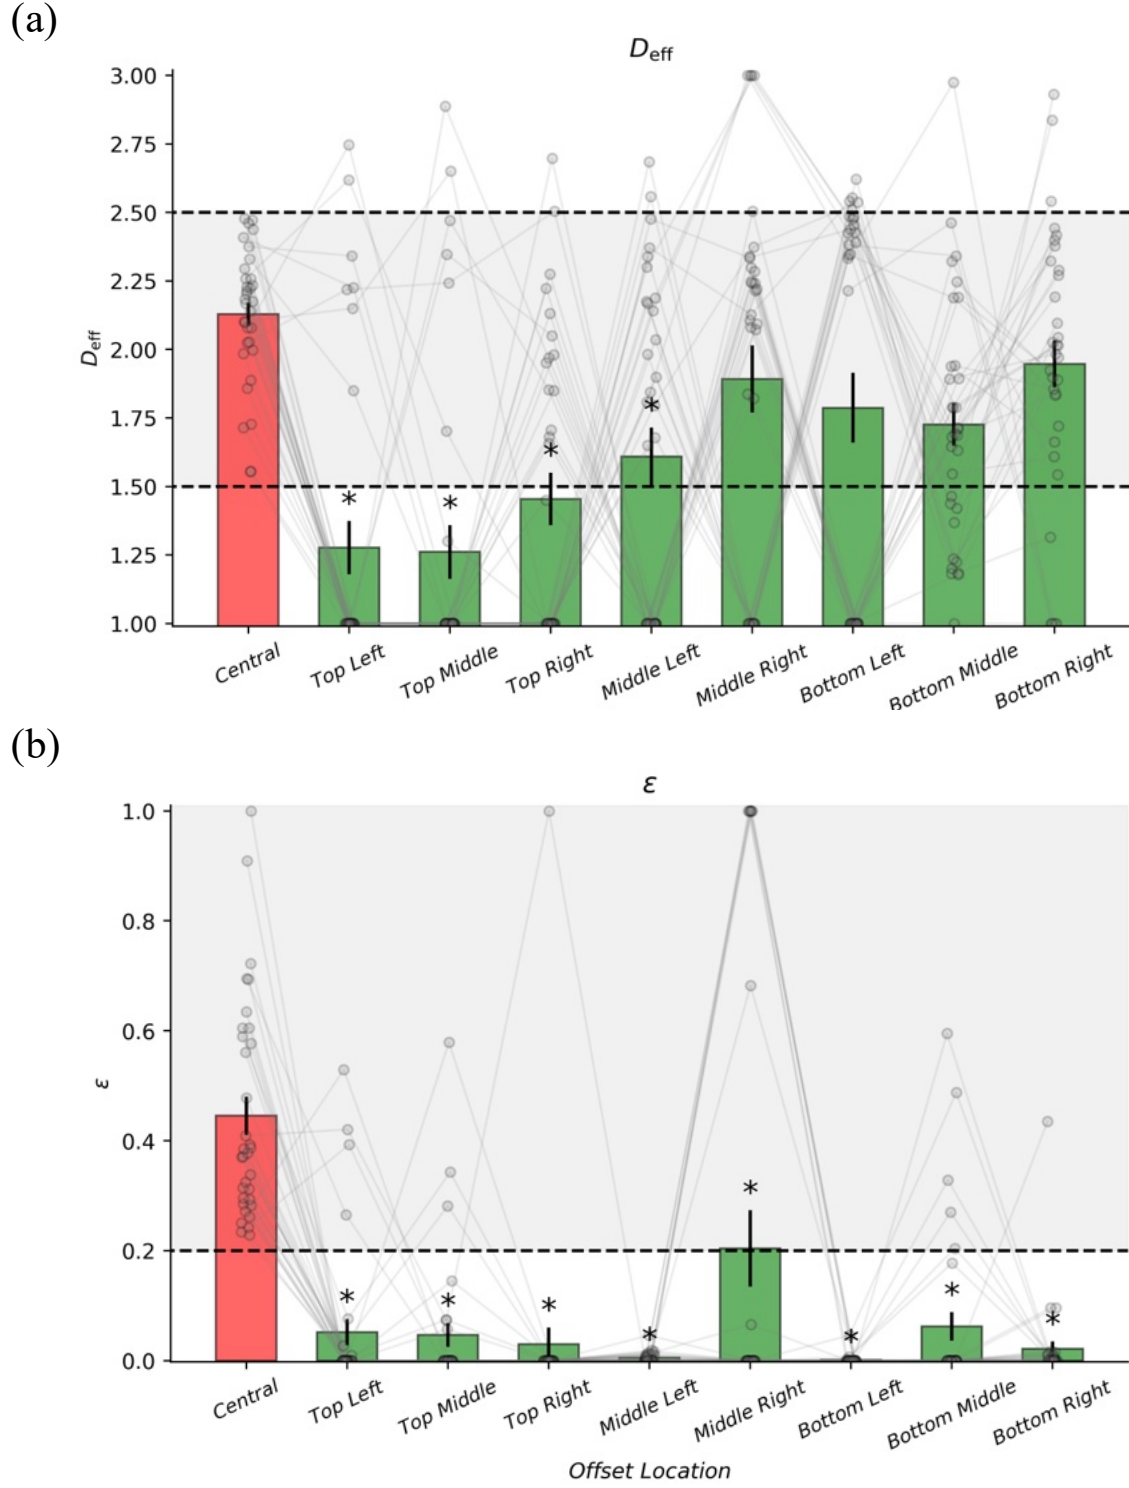 (a)
D_eff
3.00
2.75
2.50
2.25
2.00
1.75
1.50
1.25
1.00
D_eff
* * * *
Central Top Left Top Middle Top Right Middle Left Middle Right Bottom Left Bottom Middle Bottom Right
(b)
ε
1.0
0.8
0.6
0.4
0.2
0.0
ε
* * * * * * * *
Central Top Left Top Middle Top Right Middle Left Middle Right Bottom Left Bottom Middle Bottom Right
Offset Location